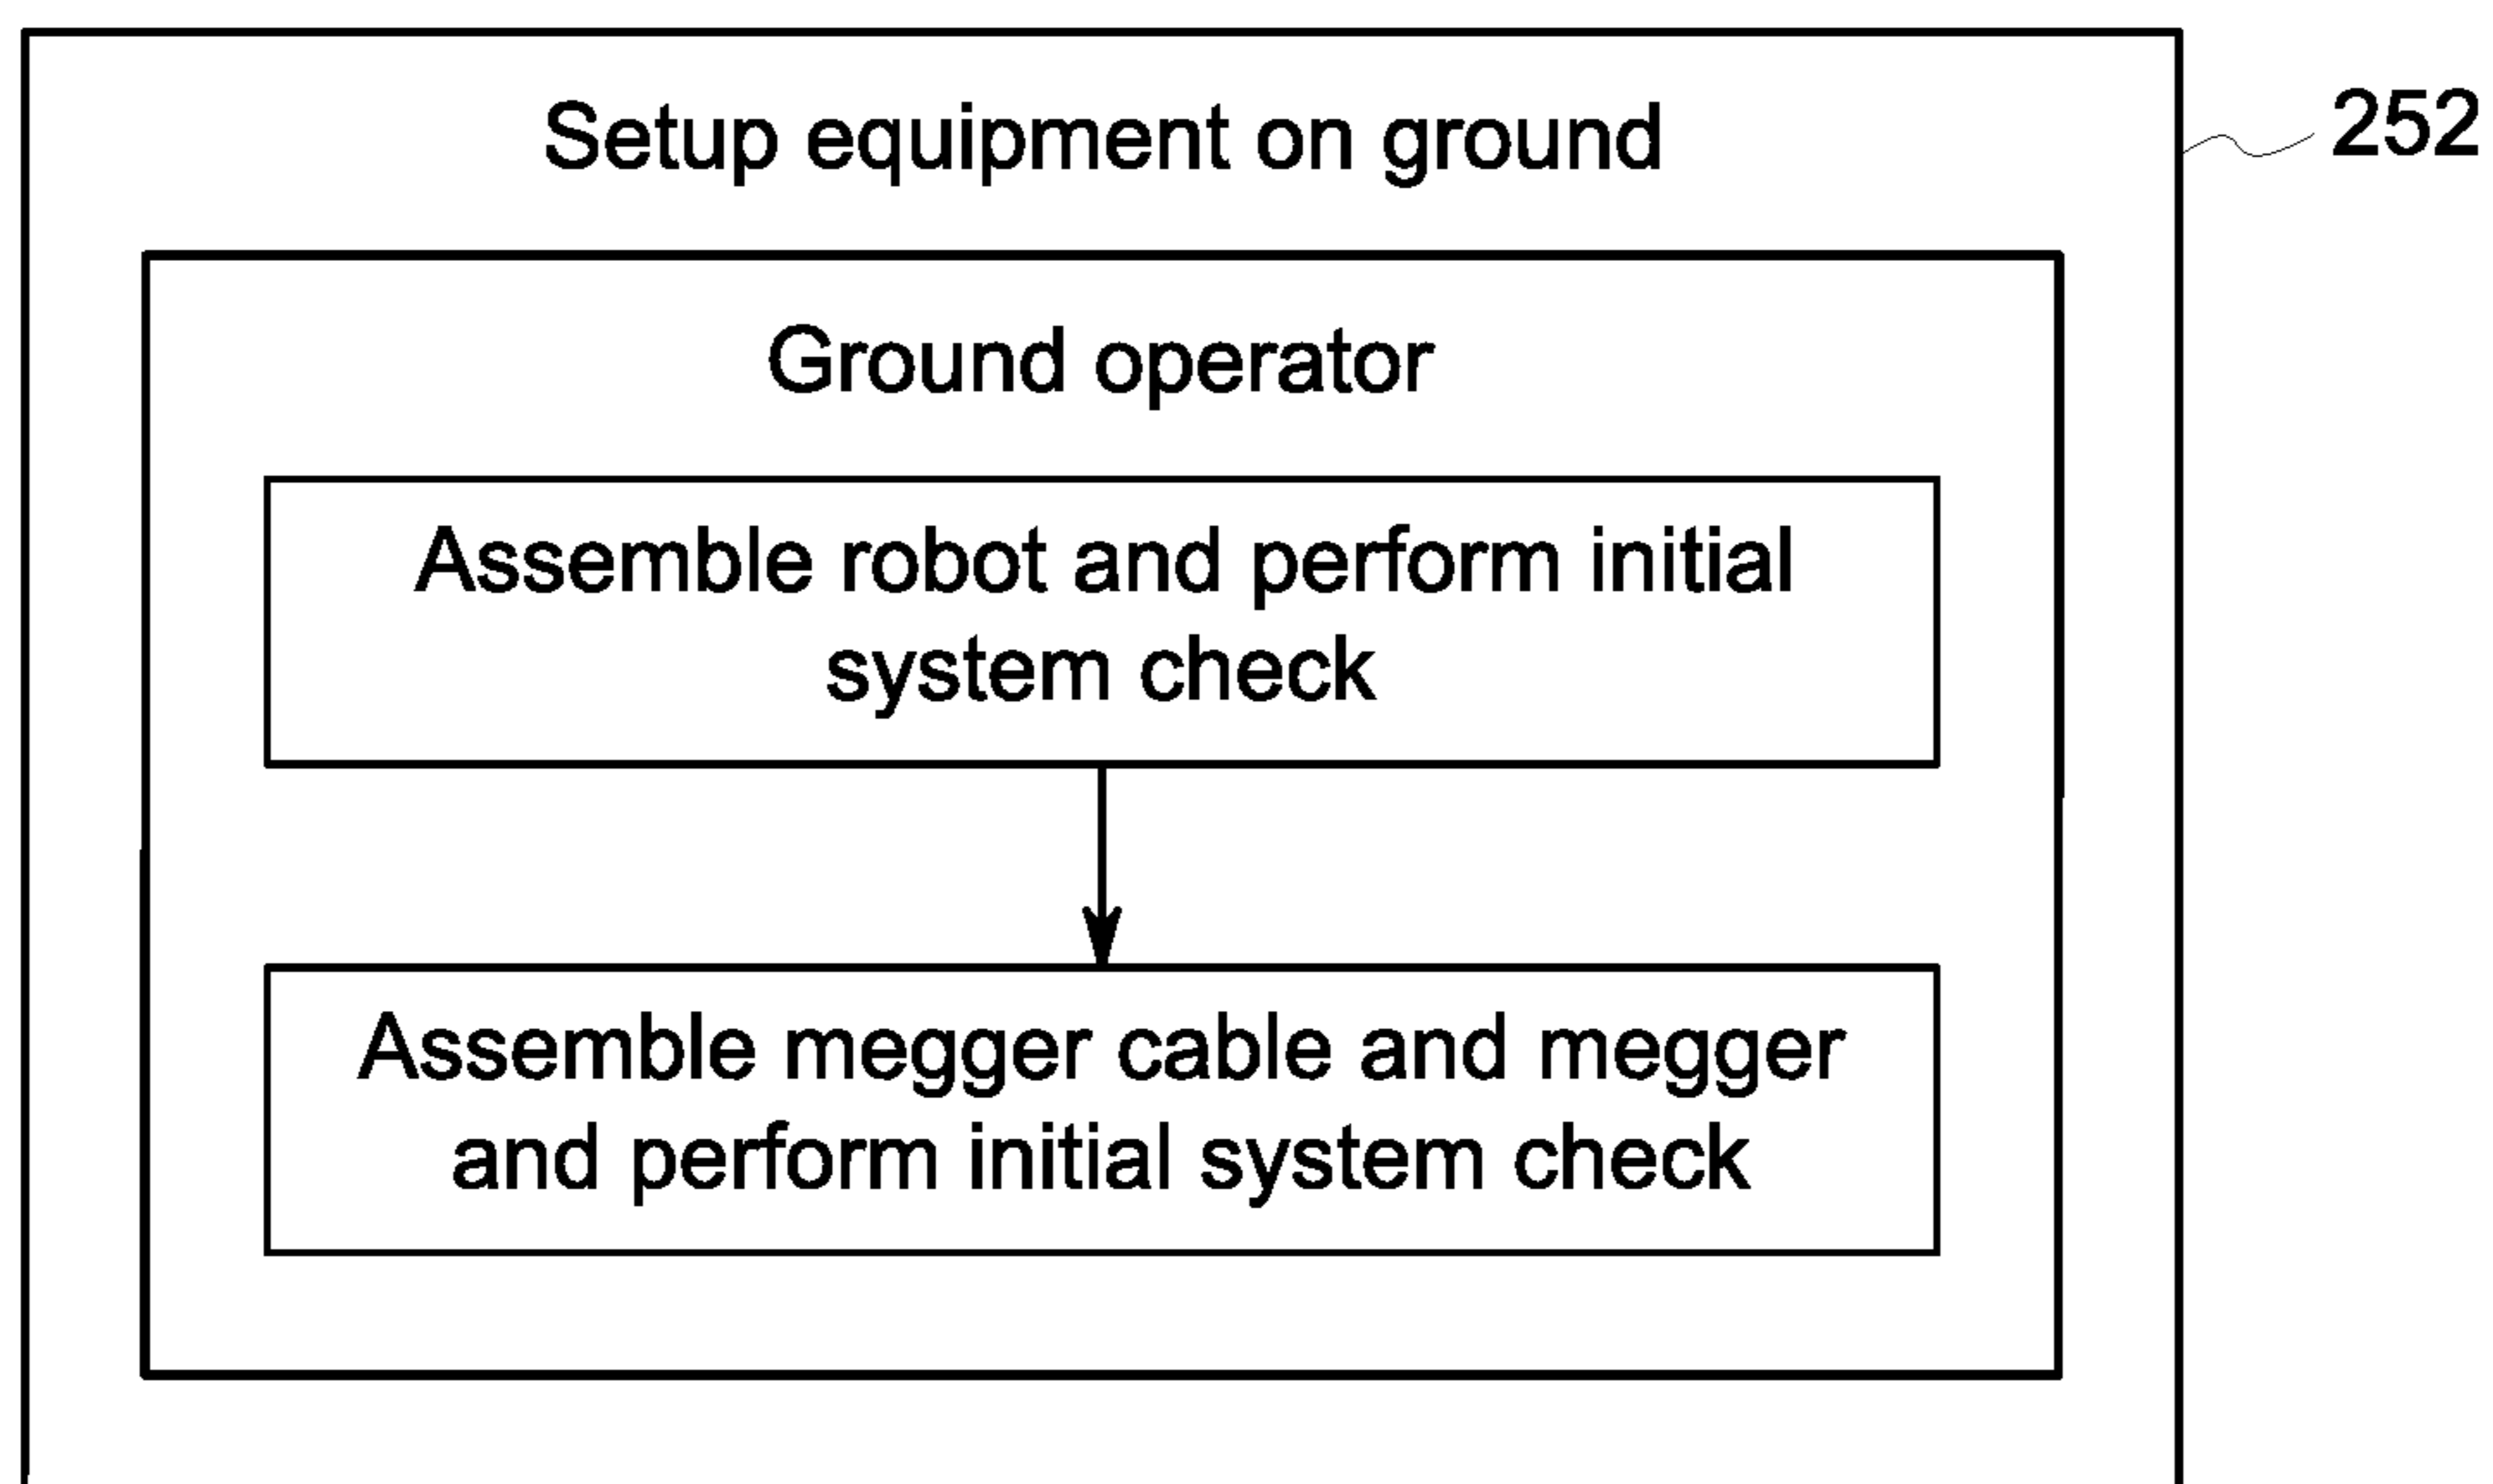 Setup equipment on ground
252
Ground operator
Assemble robot and perform initial
system check
Assemble megger cable and megger
and perform initial system check